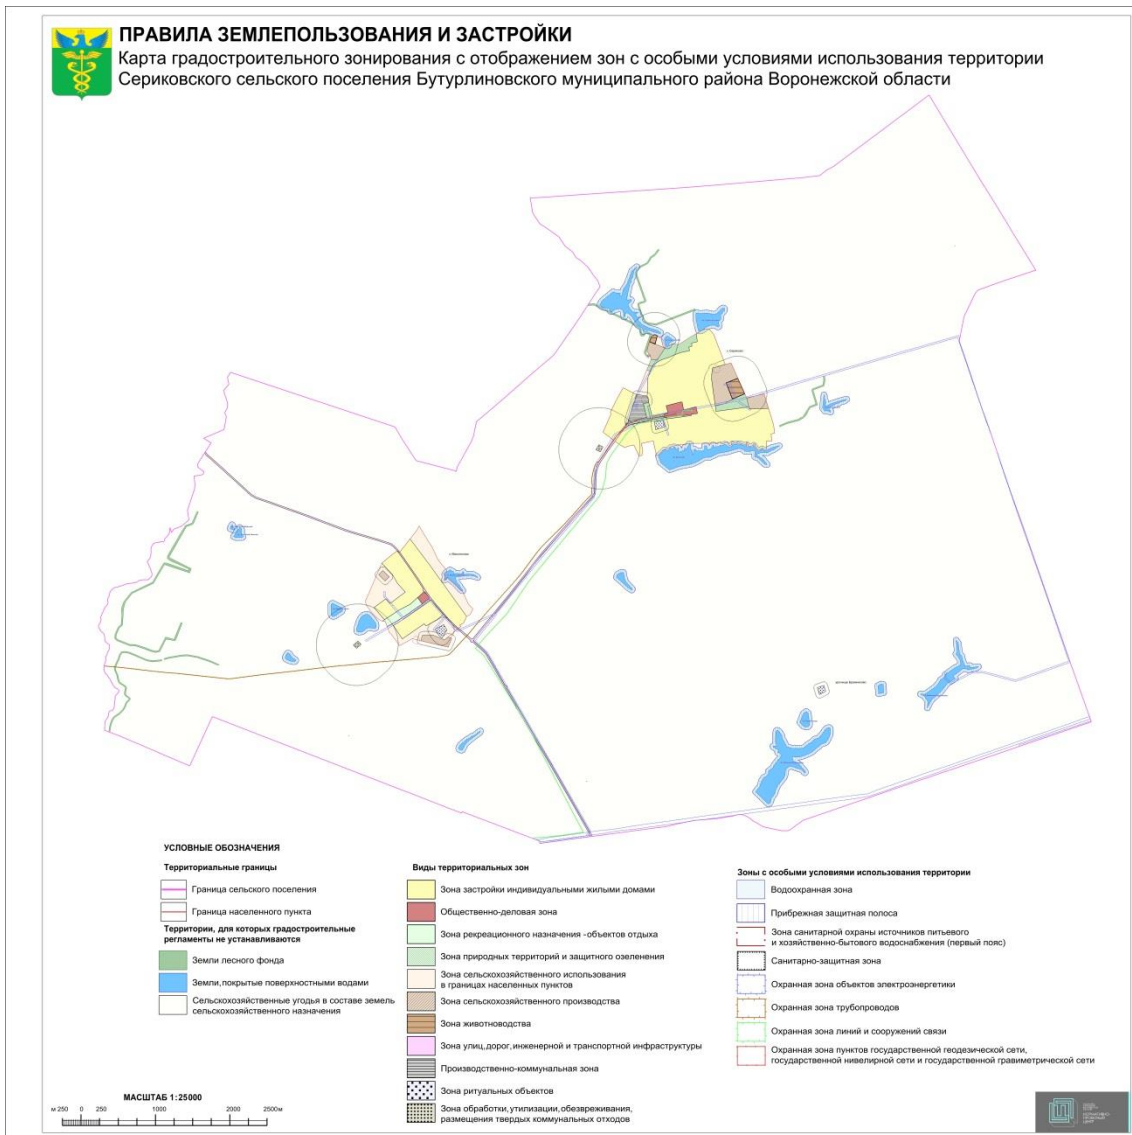 ПРАВИЛА ЗЕМЛЕПОЛЬЗОВАНИЯ И ЗАСТРОЙКИ
Карта градостроительного зонирования с отображением зон с особыми условиями использования территории
Сериковского сельского поселения Бутурлиновского муниципального района Воронежской области
УСЛОВНЫЕ ОБОЗНАЧЕНИЯ
Территориальные границы
Граница сельского поселения
Граница населенного пункта
Территории, для которых градостроительные
регламенты не устанавливаются
Земли лесного фонда
Земли, покрытые поверхностными водами
Сельскохозяйственные угодья в составе земель
сельскохозяйственного назначения
МАСШТАБ 1:25000
м 250 0 250 1000 2000 2500м
Виды территориальных зон
Зона застройки индивидуальными жилыми домами
Общественно-деловая зона
Зона рекреационного назначения - объектов отдыха
Зона природных территорий и защитного озеленения
Зона сельскохозяйственного использования
в границах населенных пунктов
Зона сельскохозяйственного производства
Зона животноводства
Зона улиц, дорог, инженерной и транспортной инфраструктуры
Производственно-коммунальная зона
Зона ритуальных объектов
Зона обработки, утилизации, обезвреживания,
размещения твердых коммунальных отходов
Зоны с особыми условиями использования территории
Водоохранная зона
Прибрежная защитная полоса
Зона санитарной охраны источников питьевого
и хозяйственно-бытового водоснабжения (первый пояс)
Санитарно-защитная зона
Охранная зона объектов электроэнергетики
Охранная зона трубопроводов
Охранная зона линий и сооружений связи
Охранная зона пунктов государственной геодезической сети,
государственной нивелирной сети и государственной гравиметрической сети